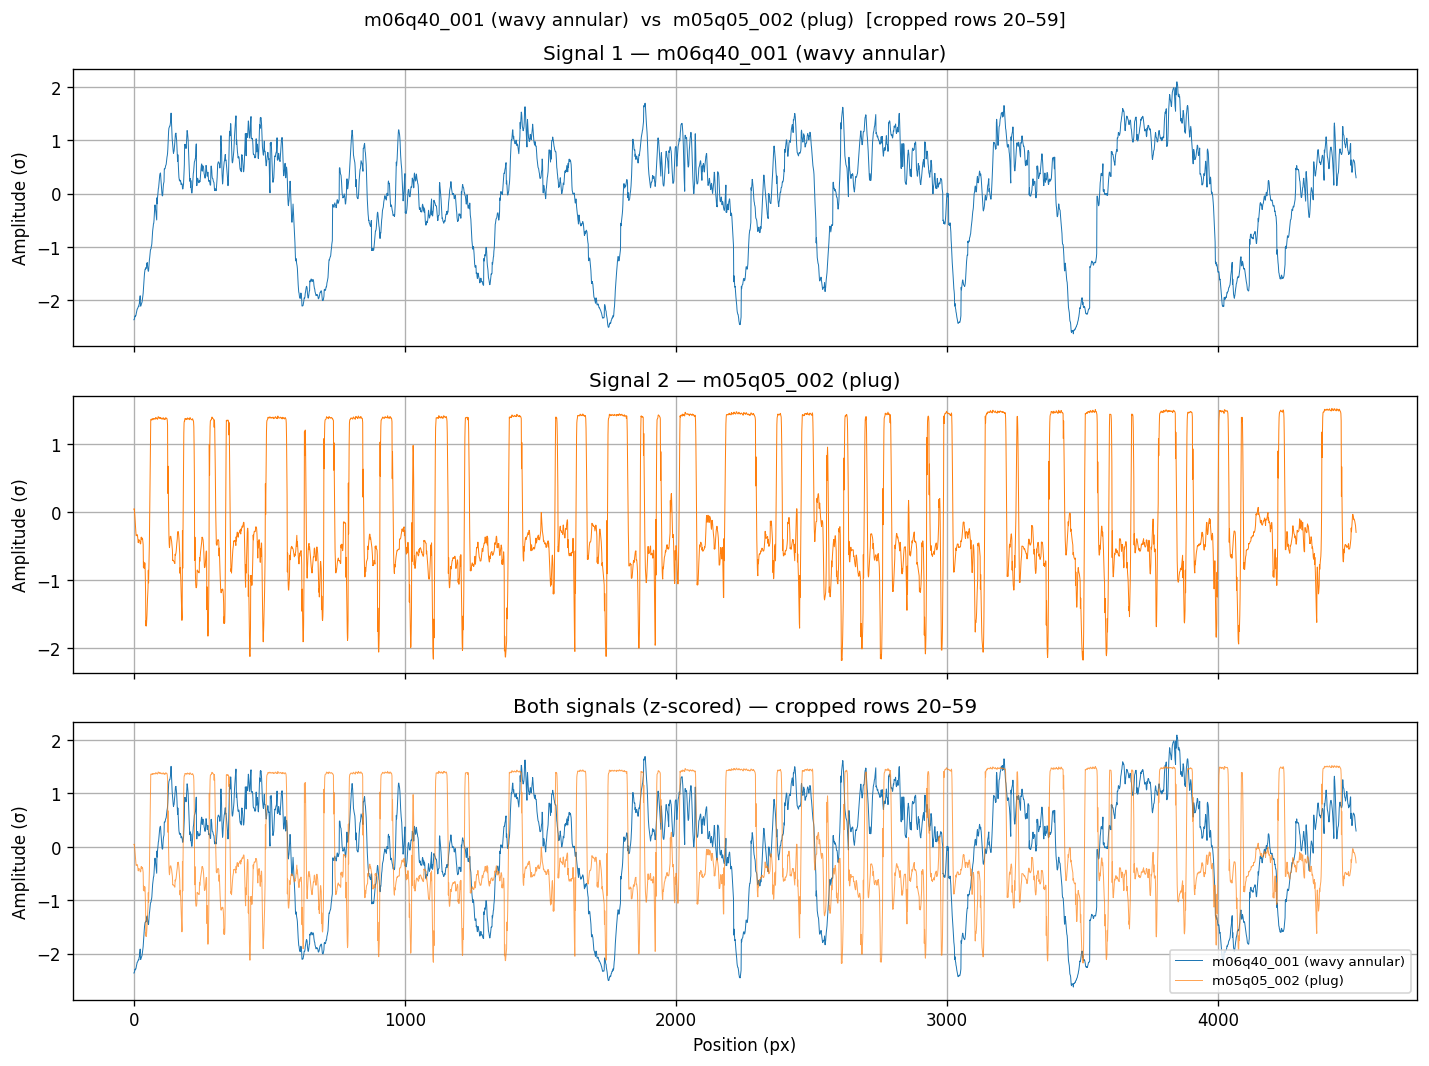 m06q40_001 (wavy annular)  vs  m05q05_002 (plug)  [cropped rows 20–59]
Signal 1 — m06q40_001 (wavy annular)
Amplitude (σ)
2
1
0
−1
−2
Signal 2 — m05q05_002 (plug)
Amplitude (σ)
1
0
−1
−2
Both signals (z-scored) — cropped rows 20–59
Amplitude (σ)
2
1
0
−1
−2
m06q40_001 (wavy annular)
m05q05_002 (plug)
0 1000 2000 3000 4000
Position (px)